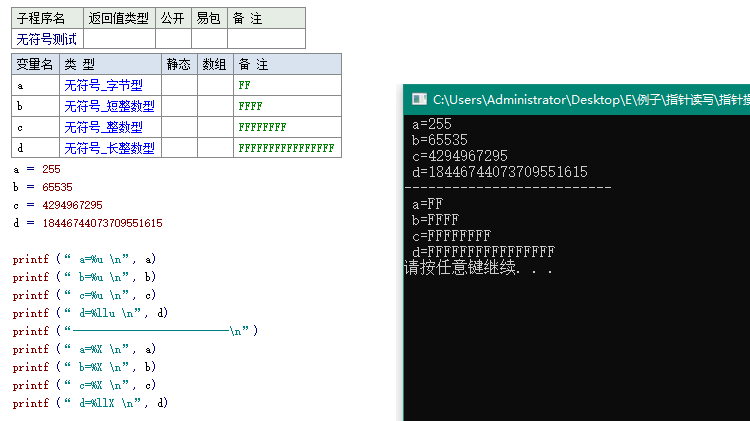 子程序名 返回值类型 公开 易包 备 注
无符号测试
变量名 类 型 静态 数组 备 注
a 无符号_字节型 FF
b 无符号_短整数型 FFFF
c 无符号_整数型 FFFFFFFF
d 无符号_长整数型 FFFFFFFFFFFFFFFF
a = 255
b = 65535
c = 4294967295
d = 18446744073709551615
printf (“ a=%u \n”, a)
printf (“ b=%u \n”, b)
printf (“ c=%u \n”, c)
printf (“ d=%llu \n”, d)
printf (“--------------------------\n”)
printf (“ a=%X \n”, a)
printf (“ b=%X \n”, b)
printf (“ c=%X \n”, c)
printf (“ d=%llX \n”, d)
C:\Users\Administrator\Desktop\E\例子\指针读写\指针
a=255
b=65535
c=4294967295
d=18446744073709551615
--------------------------
a=FF
b=FFFF
c=FFFFFFFF
d=FFFFFFFFFFFFFFFF
请按任意键继续. . .